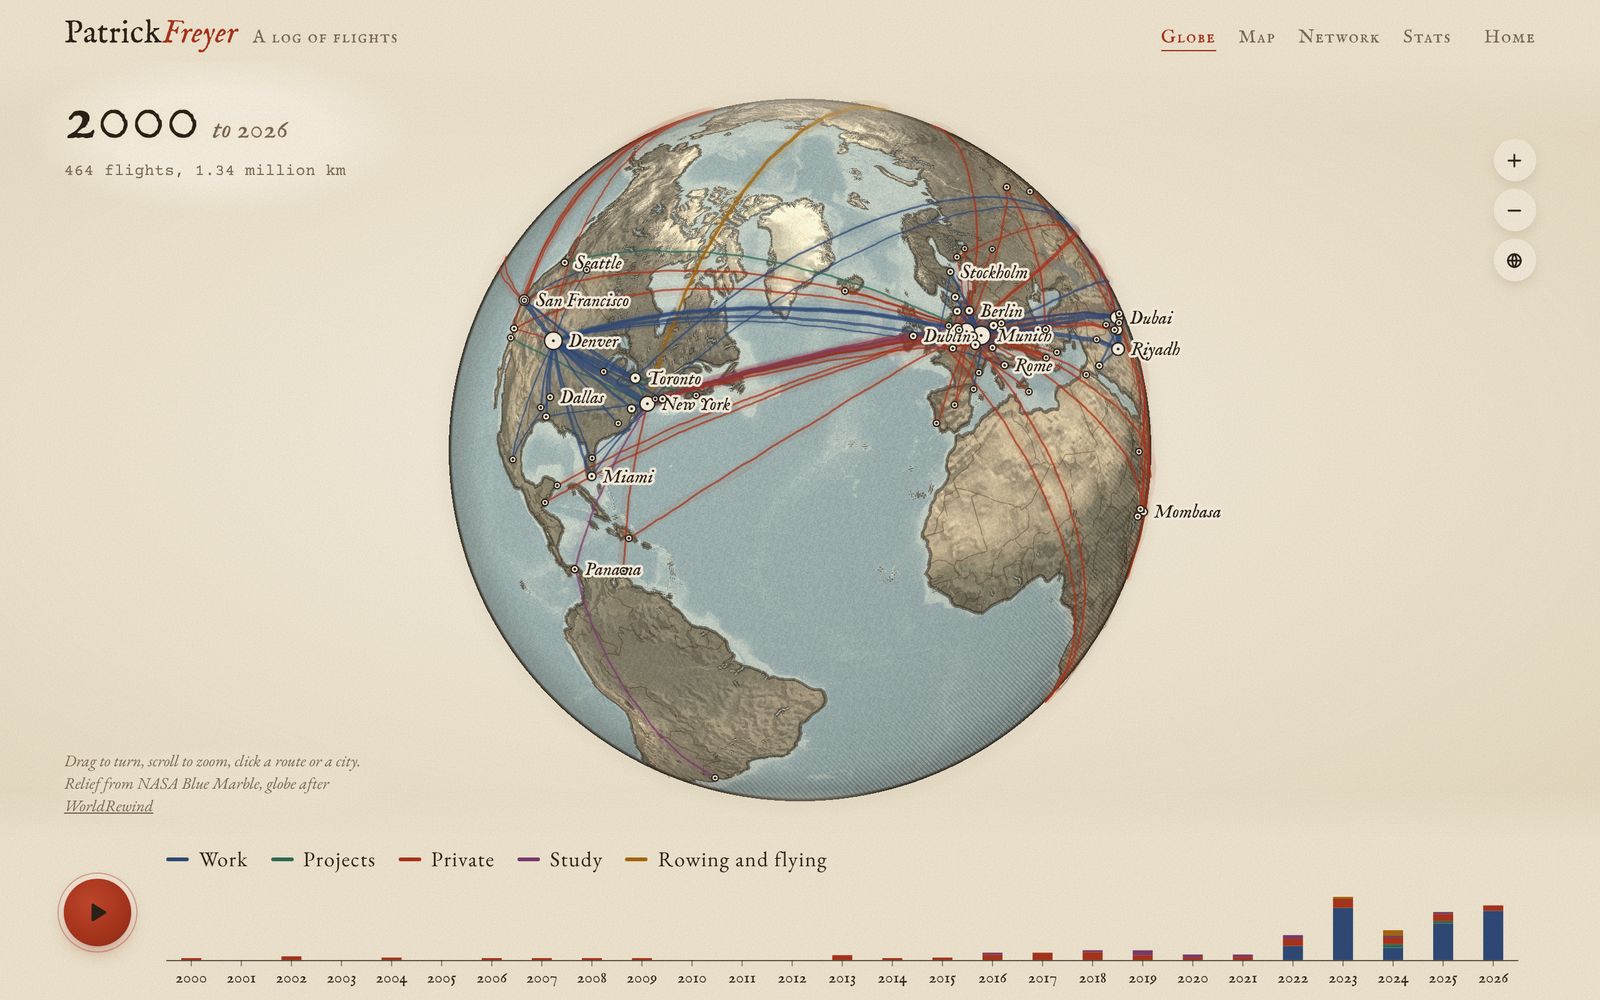 PatrickFreyer A log of flights
Globe Map Network Stats Home
2000 to 2026
464 flights, 1.34 million km
Seattle
San Francisco
Denver
Toronto
New York
Dallas
Miami
Panama
Stockholm
Berlin
Dublin
Munich
Rome
Dubai
Riyadh
Mombasa
Drag to turn, scroll to zoom, click a route or a city.
Relief from NASA Blue Marble, globe after
WorldRewind
Work Projects Private Study Rowing and flying
2000 2001 2002 2003 2004 2005 2006 2007 2008 2009 2010 2011 2012 2013 2014 2015 2016 2017 2018 2019 2020 2021 2022 2023 2024 2025 2026